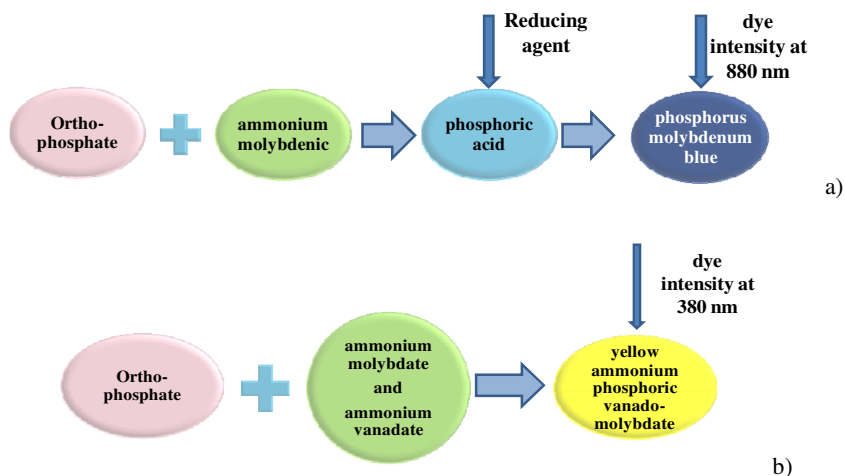 Reducing
agent
dye
intensity at
880 nm
Ortho-
phosphate
ammonium
molybdenic
phosphoric
acid
phosphorus
molybdenum
blue
a)
dye
intensity at
380 nm
Ortho-
phosphate
ammonium
molybdate
and
ammonium
vanadate
yellow
ammonium
phosphoric
vanado-
molybdate
b)